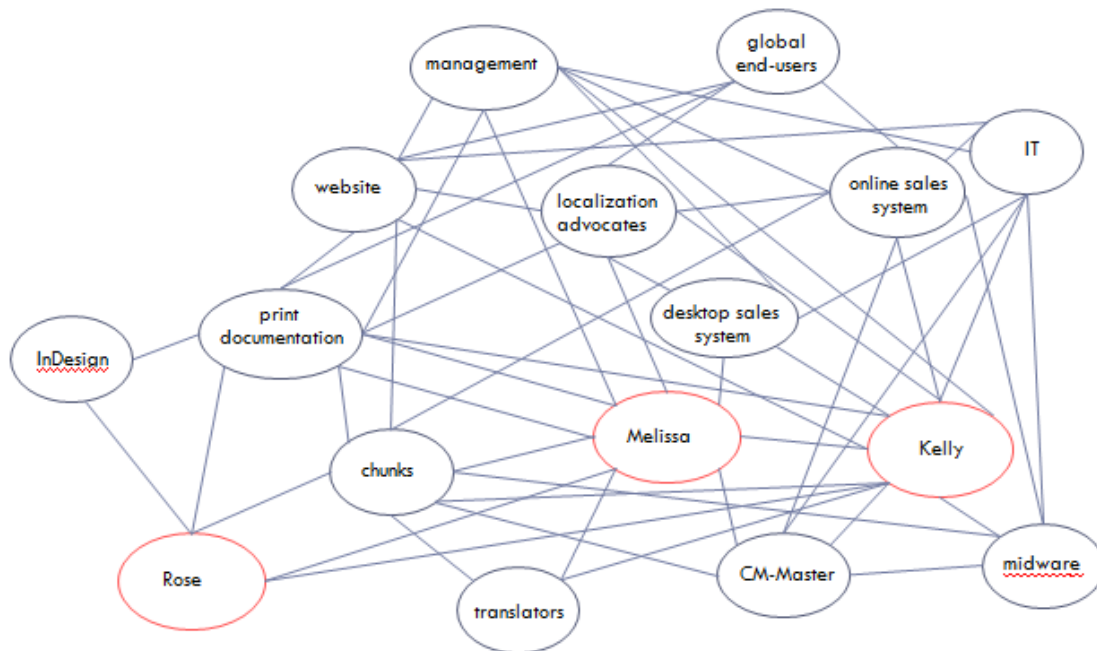 global
end-users
management
IT
website
online sales
system
localization
advocates
print
documentation
desktop sales
system
InDesign
Melissa
Kelly
chunks
Rose
CM-Master
midware
translators